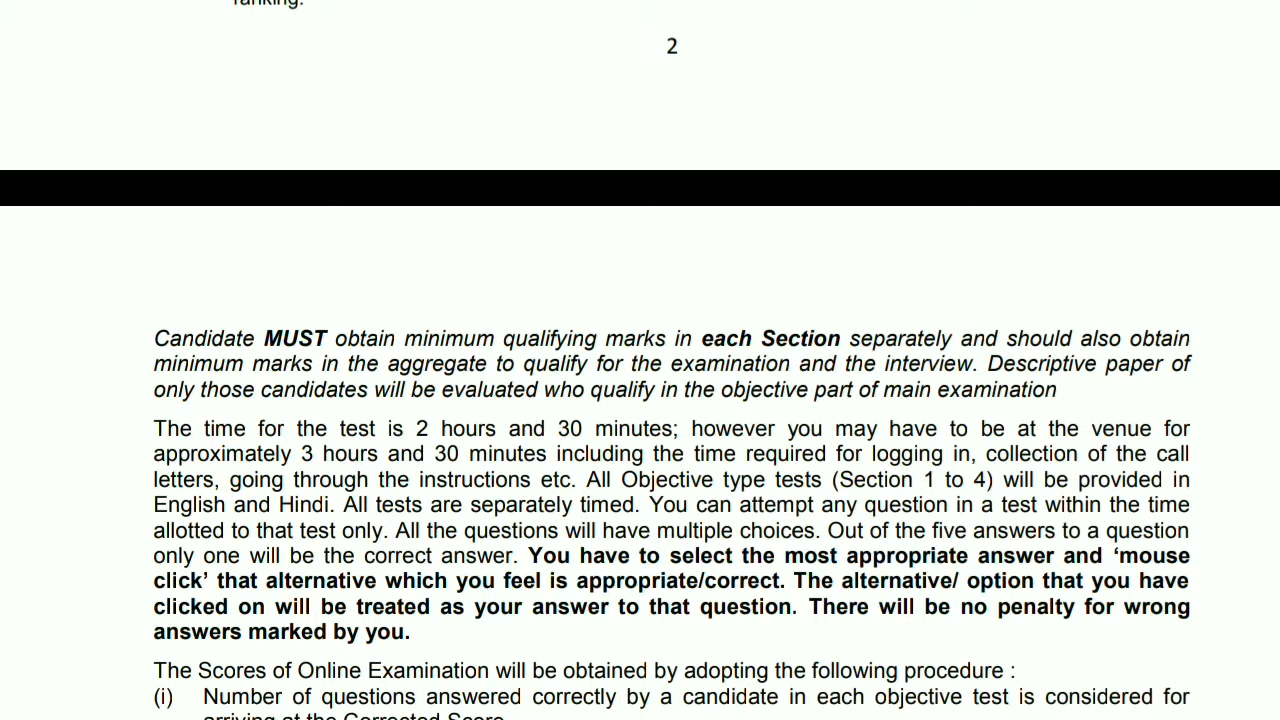 ranking.
2
Candidate MUST obtain minimum qualifying marks in each Section separately and should also obtain
minimum marks in the aggregate to qualify for the examination and the interview. Descriptive paper of
only those candidates will be evaluated who qualify in the objective part of main examination
The time for the test is 2 hours and 30 minutes; however you may have to be at the venue for
approximately 3 hours and 30 minutes including the time required for logging in, collection of the call
letters, going through the instructions etc. All Objective type tests (Section 1 to 4) will be provided in
English and Hindi. All tests are separately timed. You can attempt any question in a test within the time
allotted to that test only. All the questions will have multiple choices. Out of the five answers to a question
only one will be the correct answer. You have to select the most appropriate answer and ‘mouse
click’ that alternative which you feel is appropriate/correct. The alternative/ option that you have
clicked on will be treated as your answer to that question. There will be no penalty for wrong
answers marked by you.
The Scores of Online Examination will be obtained by adopting the following procedure :
(i) Number of questions answered correctly by a candidate in each objective test is considered for
arriving at the Corrected Score